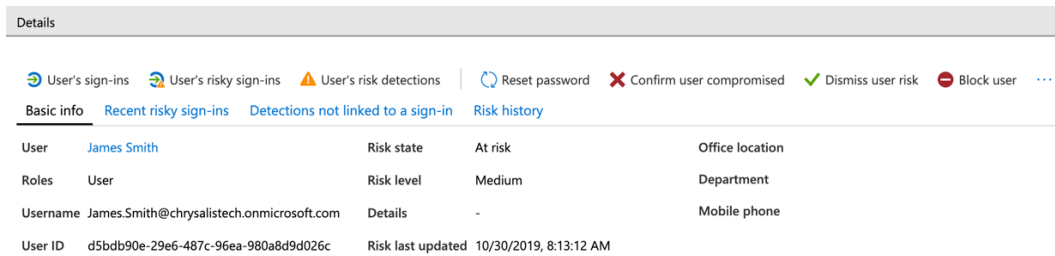 Details
User's sign-ins User's risky sign-ins User's risk detections Reset password Confirm user compromised Dismiss user risk Block user ...
Basic info Recent risky sign-ins Detections not linked to a sign-in Risk history
User James Smith Risk state At risk Office location
Roles User Risk level Medium Department
Username James.Smith@chrysalistech.onmicrosoft.com Details - Mobile phone
User ID d5bdb90e-29e6-487c-96ea-980a8d9d026c Risk last updated 10/30/2019, 8:13:12 AM